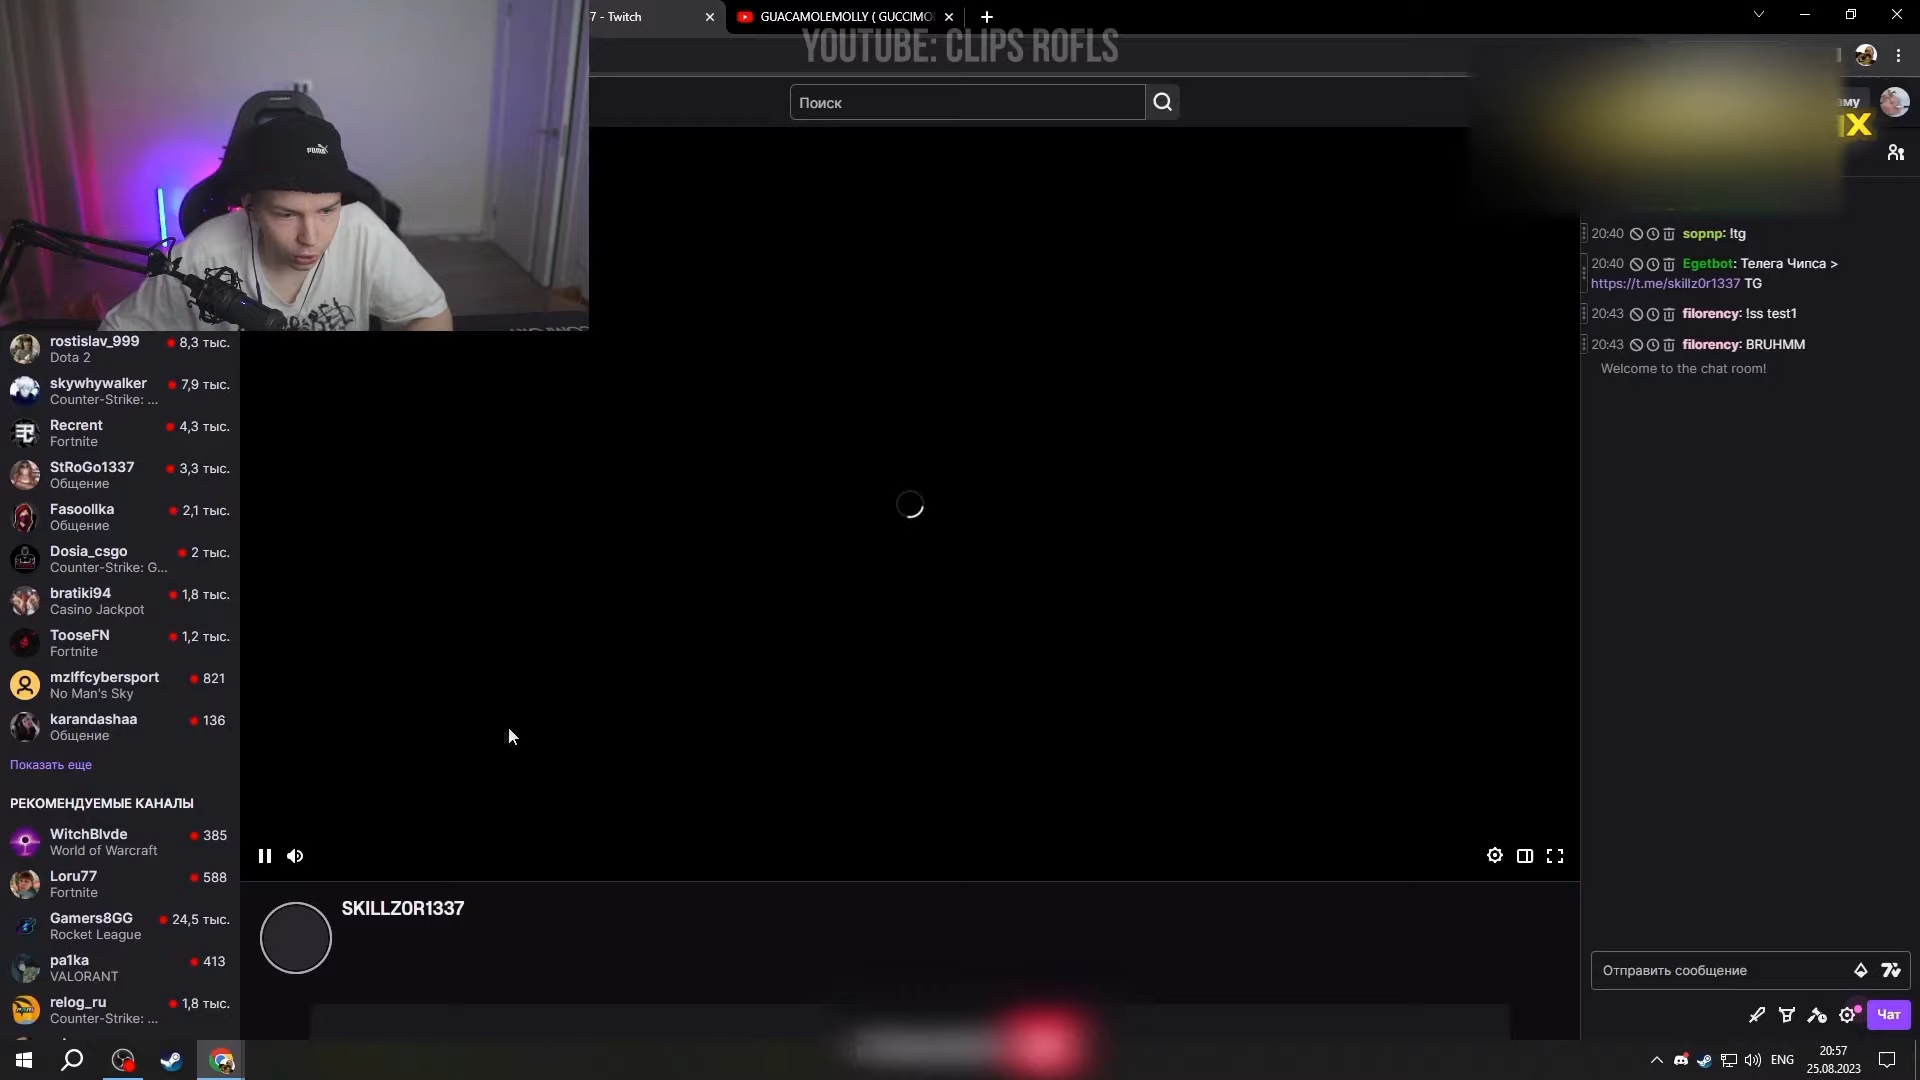 7 - Twitch
GUACAMOLEMOLLY ( GUCCIMO
YOUTUBE: CLIPS ROFLS
Поиск
аму
X
PUMA
rostislav_999 8,3 тыс.
Dota 2
skywhywalker 7,9 тыс.
Counter-Strike: ...
Recrent 4,3 тыс.
Fortnite
StRoGo1337 3,3 тыс.
Общение
Fasoollka 2,1 тыс.
Общение
Dosia_csgo 2 тыс.
Counter-Strike: G...
bratiki94 1,8 тыс.
Casino Jackpot
TooseFN 1,2 тыс.
Fortnite
mzlffcybersport 821
No Man's Sky
karandashaa 136
Общение
Показать еще
РЕКОМЕНДУЕМЫЕ КАНАЛЫ
WitchBlvde 385
World of Warcraft
Loru77 588
Fortnite
Gamers8GG 24,5 тыс.
Rocket League
pa1ka 413
VALORANT
relog_ru 1,8 тыс.
Counter-Strike: ...
SKILLZOR1337
20:40 sopnp: !tg
20:40 Egetbot: Телега Чипса >
https://t.me/skillz0r1337 TG
20:43 filorency: !ss test1
20:43 filorency: BRUHMM
Welcome to the chat room!
Отправить сообщение
Чат
ENG
20:57
25.08.2023